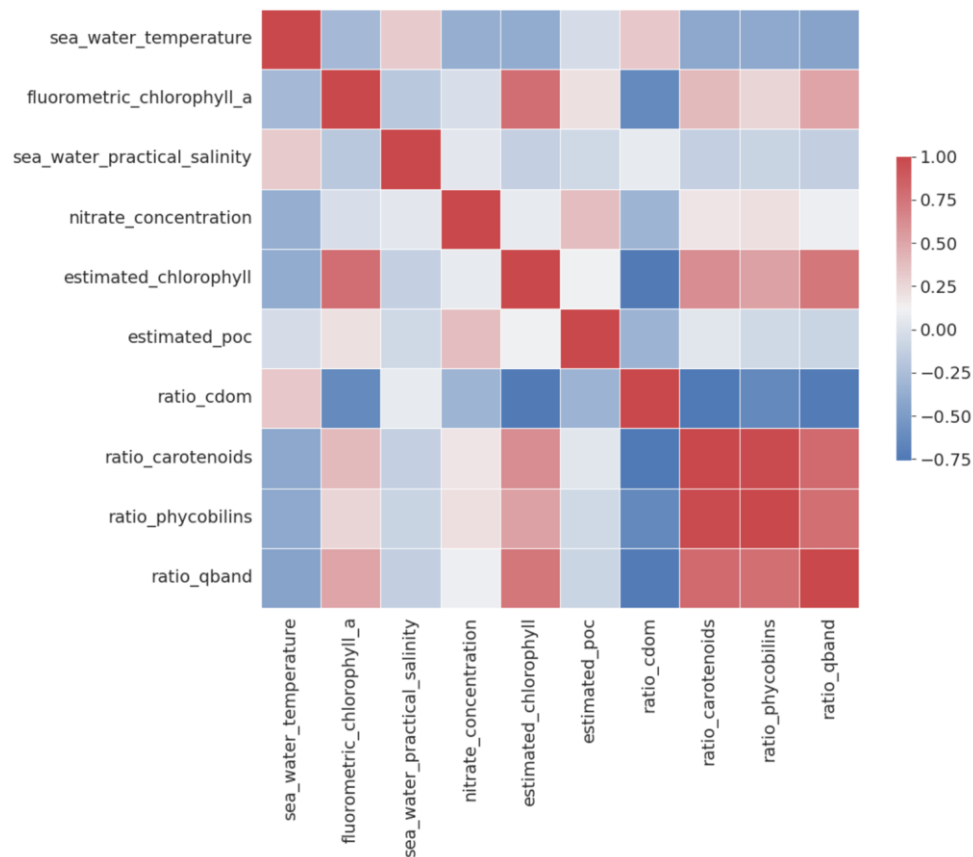 sea_water_temperature
fluorometric_chlorophyll_a
sea_water_practical_salinity
nitrate_concentration
estimated_chlorophyll
estimated_poc
ratio_cdom
ratio_carotenoids
ratio_phycobilins
ratio_qband
1.00
0.75
0.50
0.25
0.00
−0.25
−0.50
−0.75
sea_water_temperature
fluorometric_chlorophyll_a
sea_water_practical_salinity
nitrate_concentration
estimated_chlorophyll
estimated_poc
ratio_cdom
ratio_carotenoids
ratio_phycobilins
ratio_qband